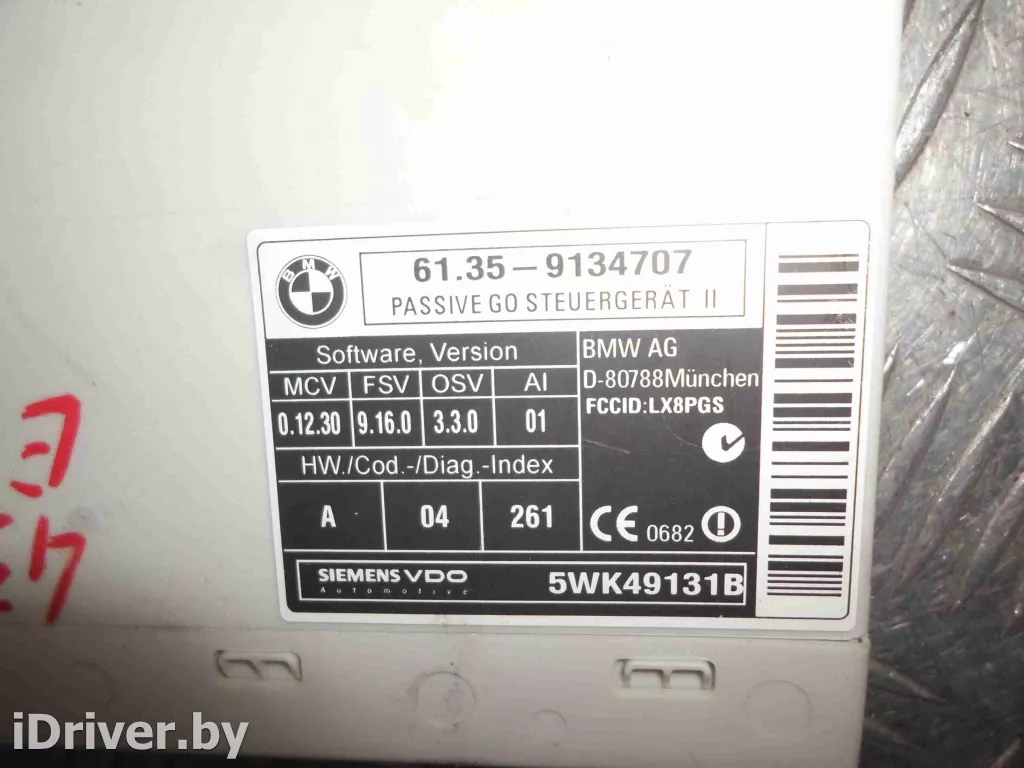 BMW
61.35-9134707
PASSIVE GO STEUERGERÄT II
Software, Version
MCV FSV OSV AI
0.12.30 9.16.0 3.3.0 01
HW./Cod.-/Diag.-Index
A 04 261
BMW AG
D-80788München
FCCID:LX8PGS
CE 0682
SIEMENS VDO
Automotive
5WK49131B
iDriver.by